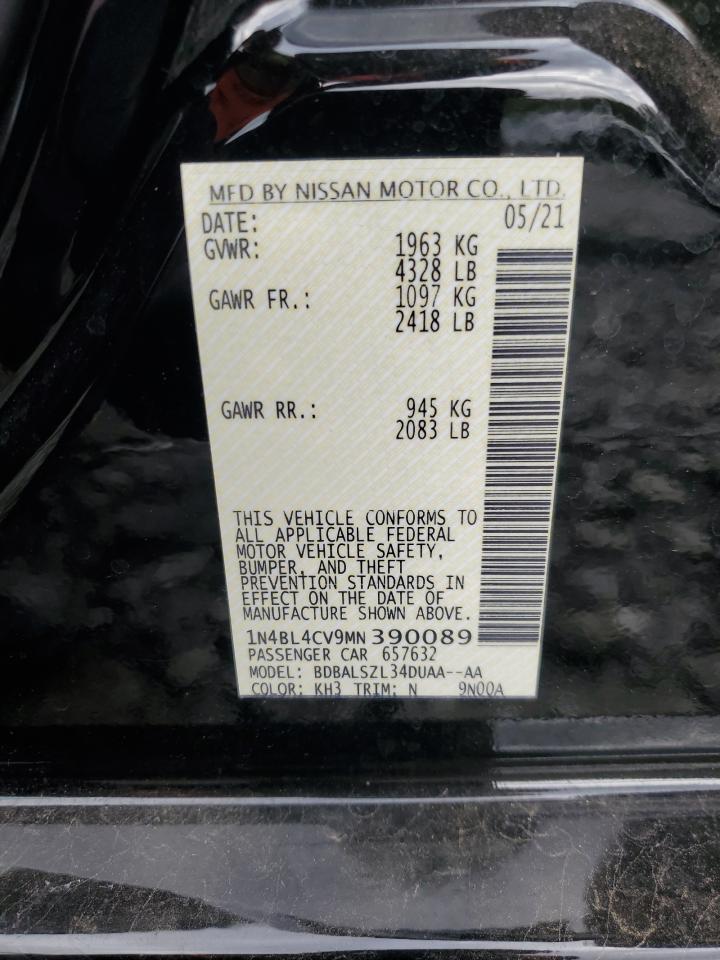 MFD BY NISSAN MOTOR CO., LTD.
DATE: 05/21
GVWR: 1963 KG
4328 LB
GAWR FR.: 1097 KG
2418 LB
GAWR RR.: 945 KG
2083 LB
THIS VEHICLE CONFORMS TO
ALL APPLICABLE FEDERAL
MOTOR VEHICLE SAFETY,
BUMPER, AND THEFT
PREVENTION STANDARDS IN
EFFECT ON THE DATE OF
MANUFACTURE SHOWN ABOVE.
1N4BL4CV9MN390089
PASSENGER CAR 657632
MODEL: BDBALSZL34DUAA--AA
COLOR: KH3 TRIM: N 9N00A